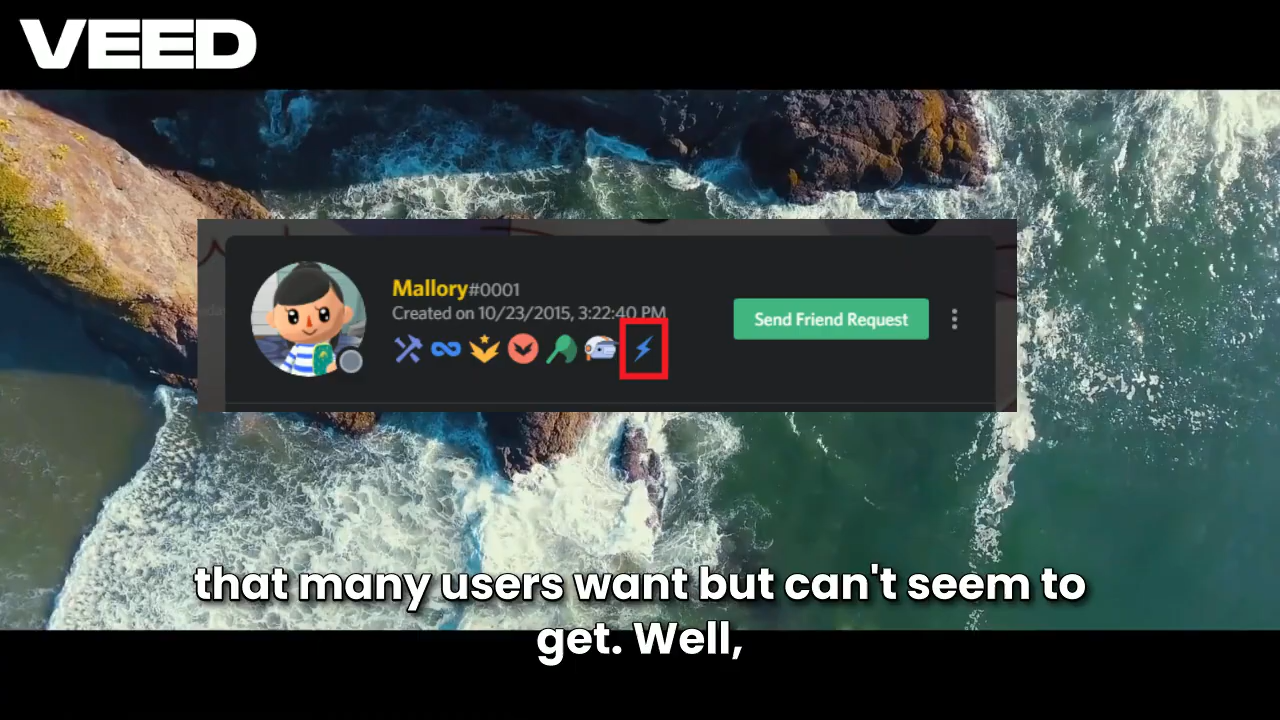 VEED
Mallory#0001
Created on 10/23/2015, 3:22:40 PM
Send Friend Request
that many users want but can't seem to
get. Well,